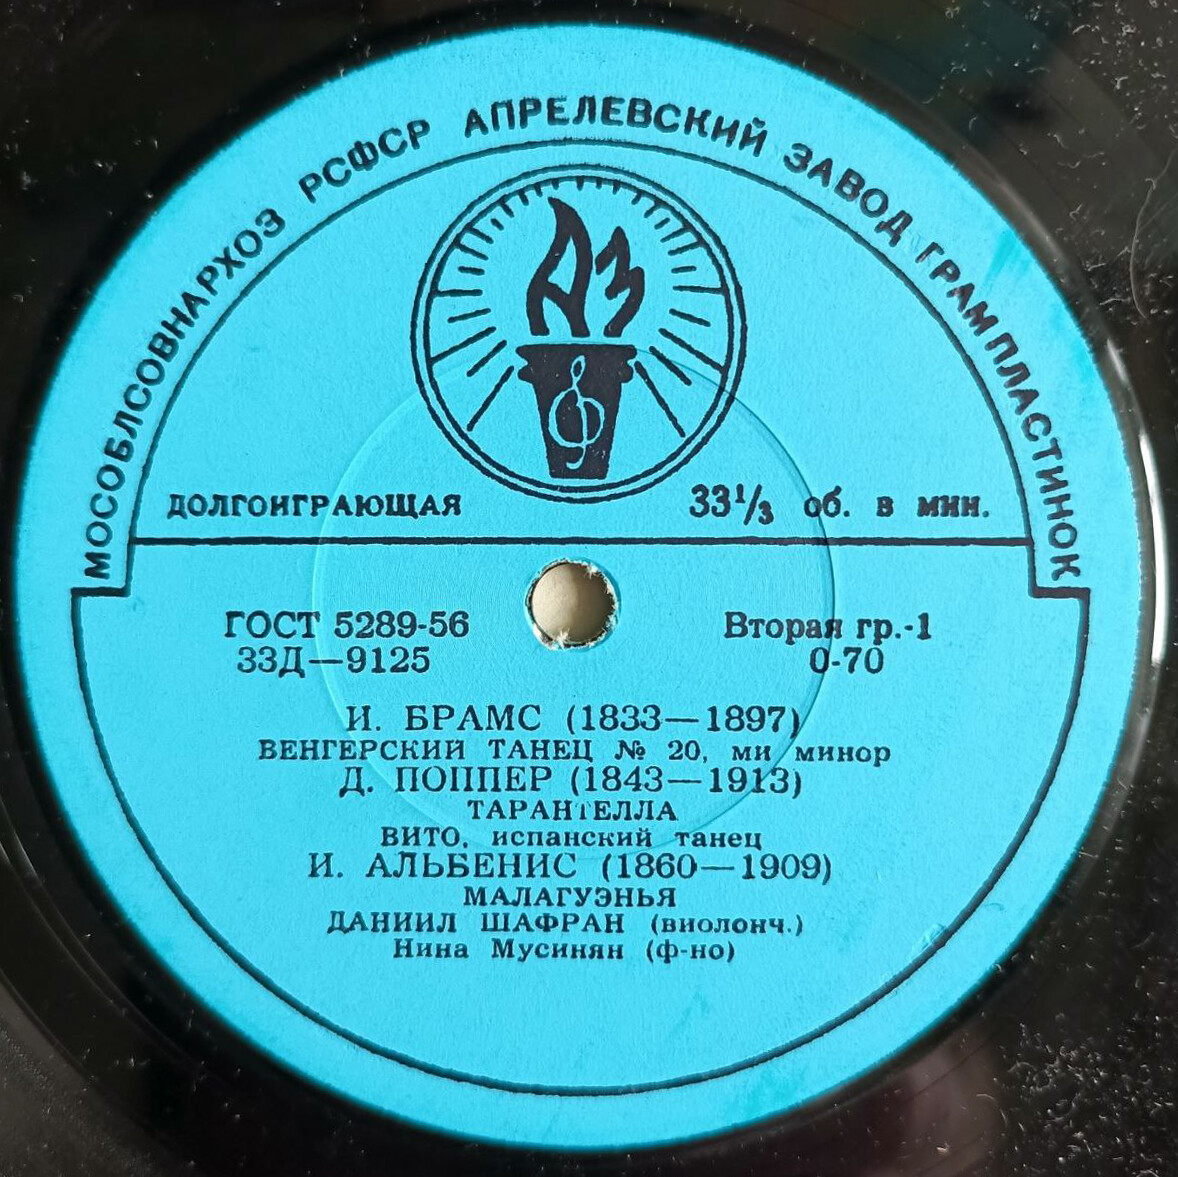 МОСОБЛСОВНАРХОЗ РСФСР АПРЕЛЕВСКИЙ ЗАВОД ГРАМПЛАСТИНОК
АЗ
ДОЛГОИГРАЮЩАЯ 33⅓ об. в мин.
ГОСТ 5289-56 Вторая гр.-1
33Д—9125 0-70
И. БРАМС (1833—1897)
ВЕНГЕРСКИЙ ТАНЕЦ № 20, ми минор
Д. ПОППЕР (1843—1913)
ТАРАНТЕЛЛА
ВИТО, испанский танец
И. АЛЬБЕНИС (1860—1909)
МАЛАГУЭНЬЯ
ДАНИИЛ ШАФРАН (виолонч.)
Нина Мусинян (ф-но)